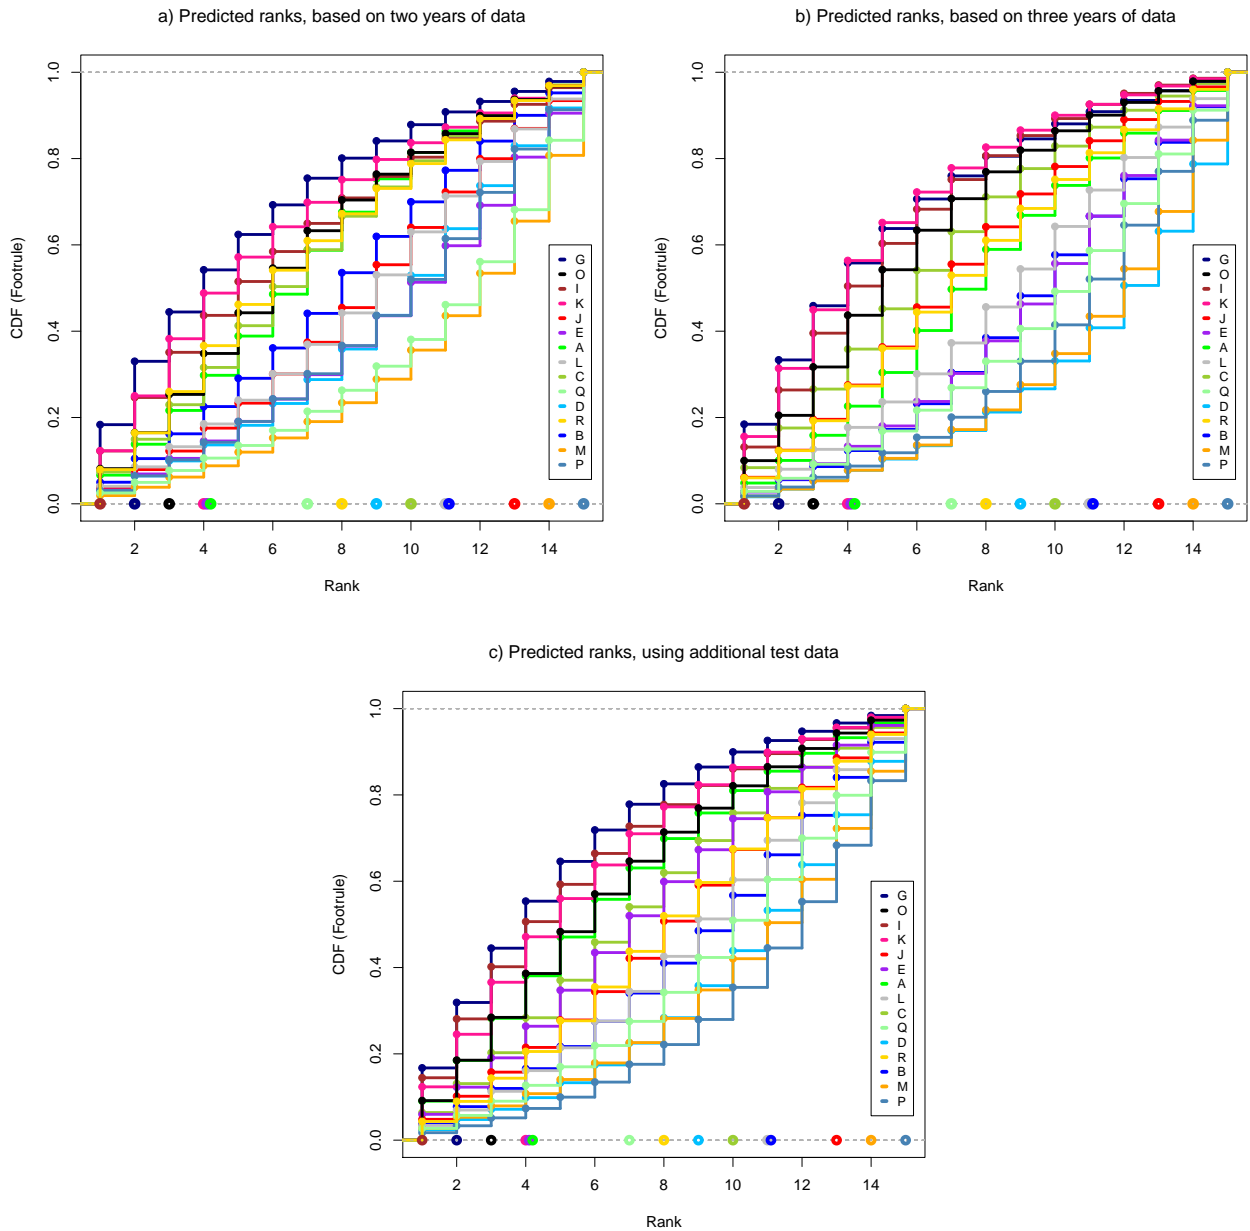 a) Predicted ranks, based on two years of data
CDF (Footrule)
1.0
0.8
0.6
0.4
0.2
0.0
G
O
I
K
J
E
A
L
C
Q
D
R
B
M
P
2 4 6 8 10 12 14
Rank
b) Predicted ranks, based on three years of data
CDF (Footrule)
1.0
0.8
0.6
0.4
0.2
0.0
G
O
I
K
J
E
A
L
C
Q
D
R
B
M
P
2 4 6 8 10 12 14
Rank
c) Predicted ranks, using additional test data
CDF (Footrule)
1.0
0.8
0.6
0.4
0.2
0.0
G
O
I
K
J
E
A
L
C
Q
D
R
B
M
P
2 4 6 8 10 12 14
Rank